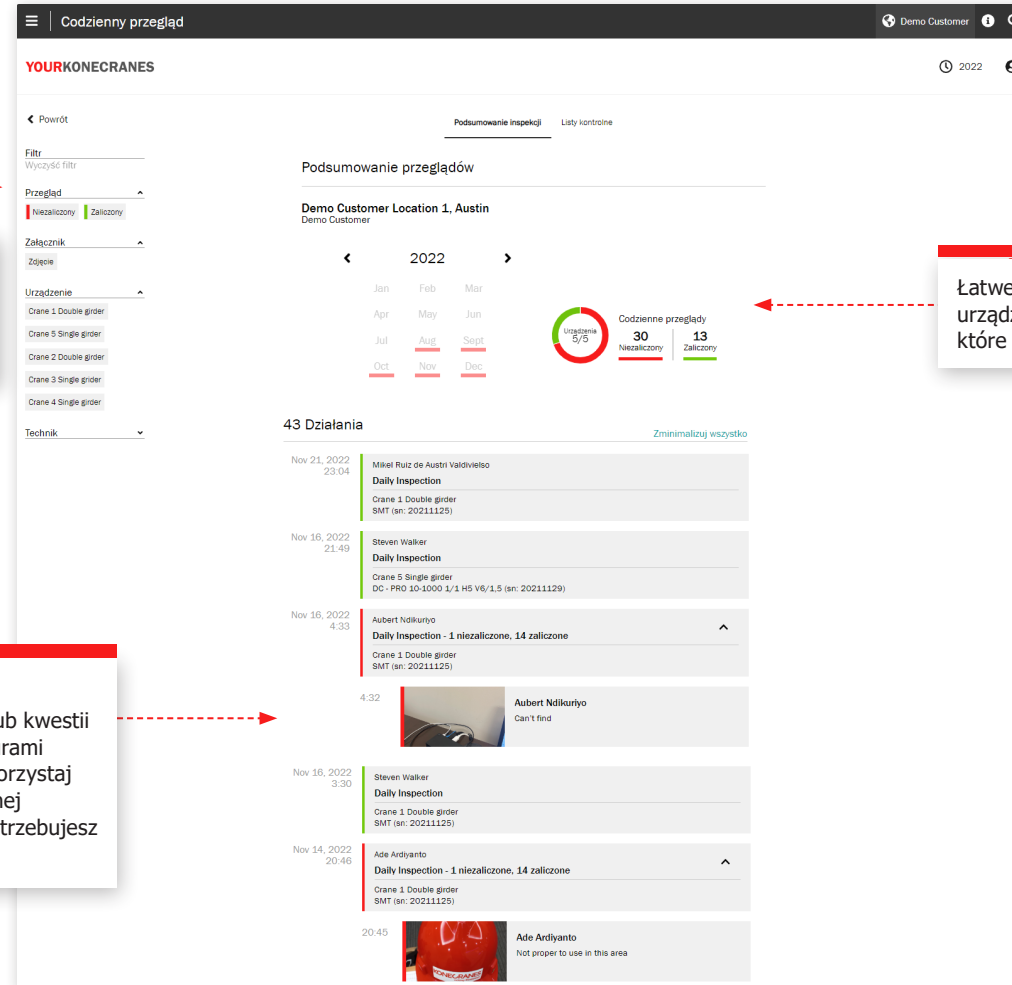 Codzienny przegląd
Demo Customer
YOURKONECRANES
2022
Powrót
Podsumowanie inspekcji
Listy kontrolne
Filtr
Wyczyść filtr
Przegląd
Niezaliczony
Zaliczony
Załącznik
Zdjęcie
Urządzenie
Crane 1 Double girder
Crane 5 Single girder
Crane 2 Double girder
Crane 3 Single grider
Crane 4 Single girder
Technik
Podsumowanie przeglądów
Demo Customer Location 1, Austin
Demo Customer
2022
Jan Feb Mar
Apr May Jun
Jul Aug Sept
Oct Nov Dec
Urządzenia
5/5
Codzienne przeglądy
30 13
Niezaliczony Zaliczony
43 Działania
Zminimalizuj wszystko
Nov 21, 2022
23:04
Mikel Ruiz de Austri Valdivielso
Daily Inspection
Crane 1 Double girder
SMT (sn: 20211125)
Nov 16, 2022
21:49
Steven Walker
Daily Inspection
Crane 5 Single girder
DC - PRO 10-1000 1/1 H5 V6/1,5 (sn: 20211129)
Nov 16, 2022
4:33
Aubert Ndikuriyo
Daily Inspection - 1 niezaliczone, 14 zaliczone
Crane 1 Double girder
SMT (sn: 20211125)
4:32
Aubert Ndikuriyo
Can't find
Nov 16, 2022
3:30
Steven Walker
Daily Inspection
Crane 1 Double girder
SMT (sn: 20211125)
Nov 14, 2022
20:46
Ade Ardiyanto
Daily Inspection - 1 niezaliczone, 14 zaliczone
Crane 1 Double girder
SMT (sn: 20211125)
20:45
KONECRANES
Ade Ardiyanto
Not proper to use in this area
Łatwe
urządz
które
ub kwestii
urami
orzystaj
nej
trzebujesz